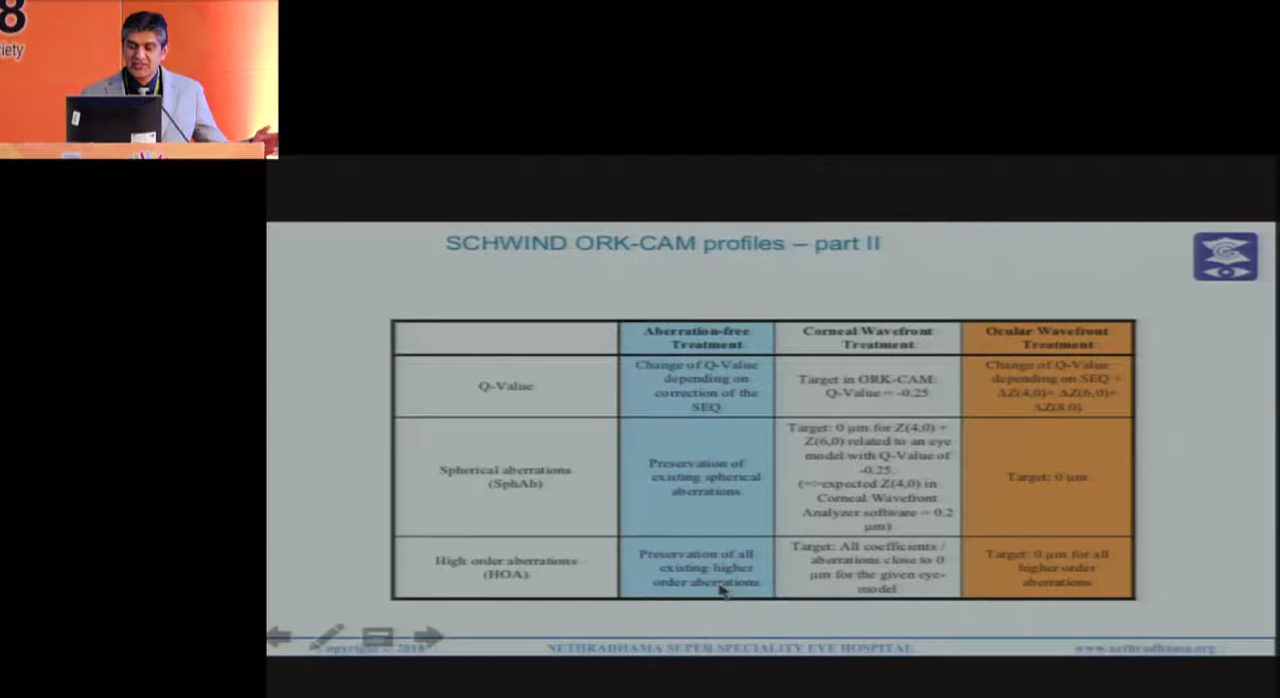 8
iety
SCHWIND ORK-CAM profiles – part II
Aberration-free
Treatment
Corneal Wavefront
Treatment
Ocular Wavefront
Treatment
Q-Value
Change of Q-Value
depending on
correction of the
SEQ
Target in ORK-CAM:
Q-Value = -0.25
Change of Q-Value
depending on SEQ +
ΔZ(4,0)+ ΔZ(6,0)+
ΔZ(8,0)
Spherical aberrations
(SphAb)
Preservation of
existing spherical
aberrations
Target: 0 μm for Z(4,0) +
Z(6,0) related to an eye
model with Q-Value of
-0.25.
(=>expected Z(4,0) in
Corneal Wavefront
Analyzer software = 0.2
μm)
Target: 0 μm
High order aberrations
(HOA)
Preservation of all
existing higher
order aberrations
Target: All coefficients /
aberrations close to 0
μm for the given eye-
model
Target: 0 μm for all
higher order
aberrations
Copyright © 2018
NETHRADHAMA SUPER SPECIALITY EYE HOSPITAL
www.nethradhama.org